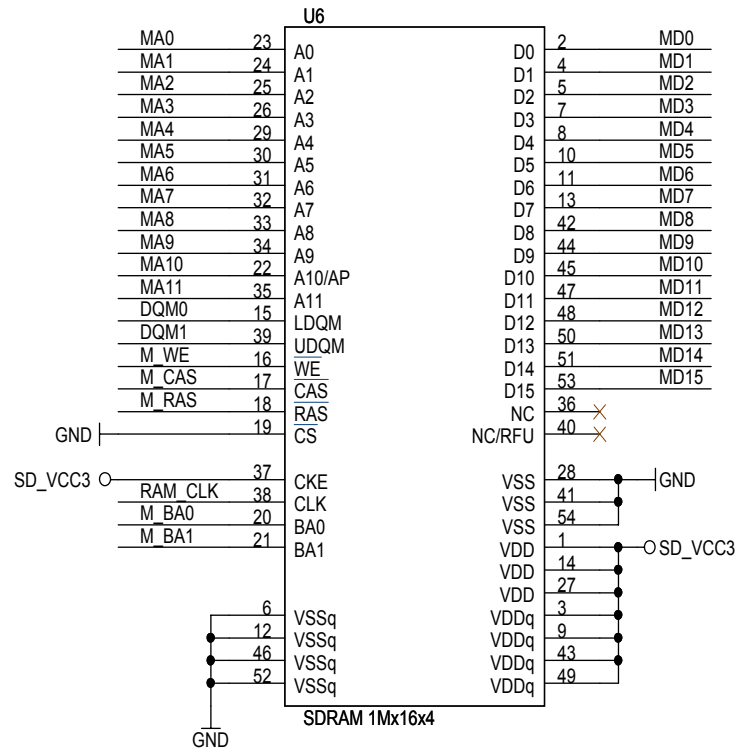 U6
MA0 23 A0 D0 2 MD0
MA1 24 A1 D1 4 MD1
MA2 25 A2 D2 5 MD2
MA3 26 A3 D3 7 MD3
MA4 29 A4 D4 8 MD4
MA5 30 A5 D5 10 MD5
MA6 31 A6 D6 11 MD6
MA7 32 A7 D7 13 MD7
MA8 33 A8 D8 42 MD8
MA9 34 A9 D9 44 MD9
MA10 22 A10/AP D10 45 MD10
MA11 35 A11 D11 47 MD11
DQM0 15 LDQM D12 48 MD12
DQM1 39 UDQM D13 50 MD13
M_WE 16 WE D14 51 MD14
M_CAS 17 CAS D15 53 MD15
M_RAS 18 RAS NC 36
GND 19 CS NC/RFU 40
SD_VCC3 37 CKE VSS 28 GND
RAM_CLK 38 CLK VSS 41
M_BA0 20 BA0 VSS 54
M_BA1 21 BA1 VDD 1 SD_VCC3
VDD 14
VDD 27
6 VSSq VDDq 3
12 VSSq VDDq 9
46 VSSq VDDq 43
52 VSSq VDDq 49
SDRAM 1Mx16x4
GND